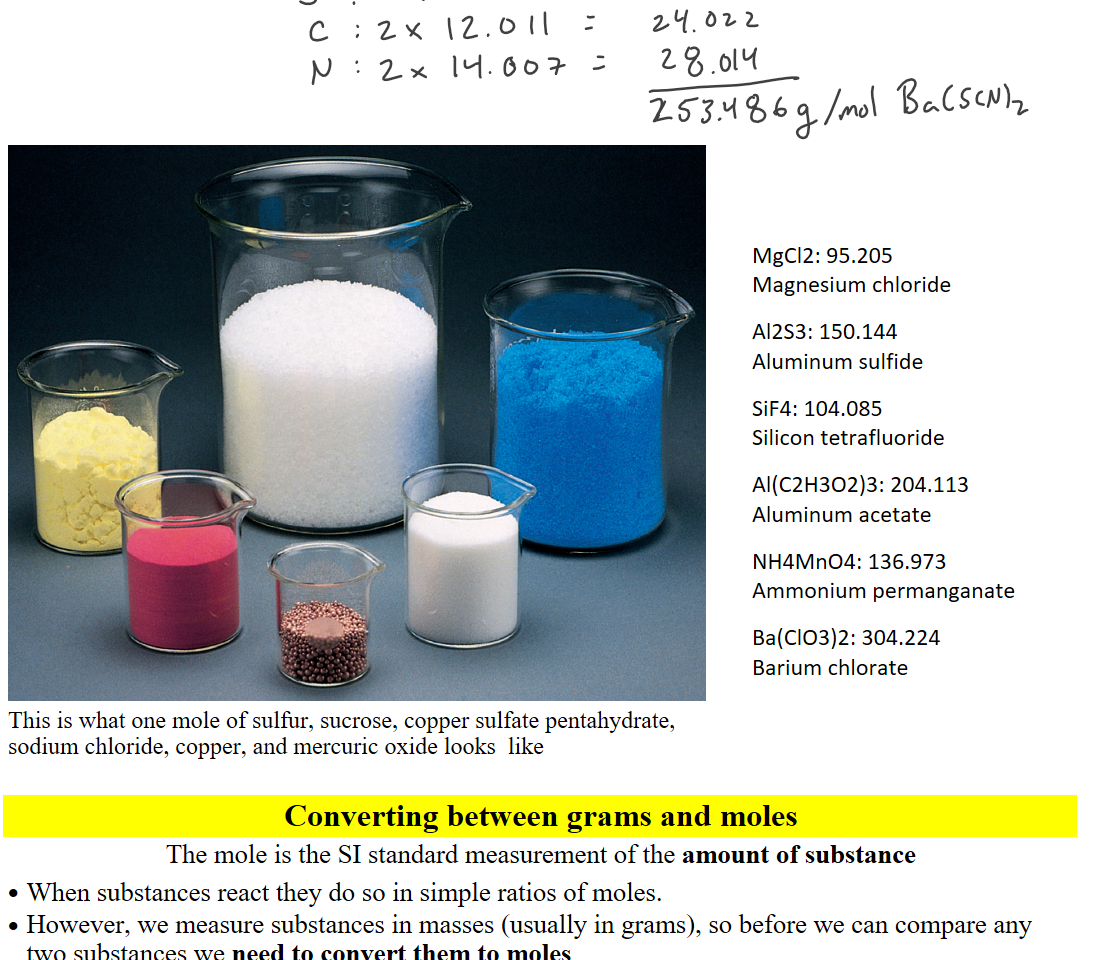 C : 2 x 12.011 = 24.022
N : 2 x 14.007 = 28.014
253.486 g/mol Ba(SCN)2
MgCl2: 95.205
Magnesium chloride
Al2S3: 150.144
Aluminum sulfide
SiF4: 104.085
Silicon tetrafluoride
Al(C2H3O2)3: 204.113
Aluminum acetate
NH4MnO4: 136.973
Ammonium permanganate
Ba(ClO3)2: 304.224
Barium chlorate
This is what one mole of sulfur, sucrose, copper sulfate pentahydrate,
sodium chloride, copper, and mercuric oxide looks like
Converting between grams and moles
The mole is the SI standard measurement of the amount of substance
• When substances react they do so in simple ratios of moles.
• However, we measure substances in masses (usually in grams), so before we can compare any
two substances we need to convert them to moles